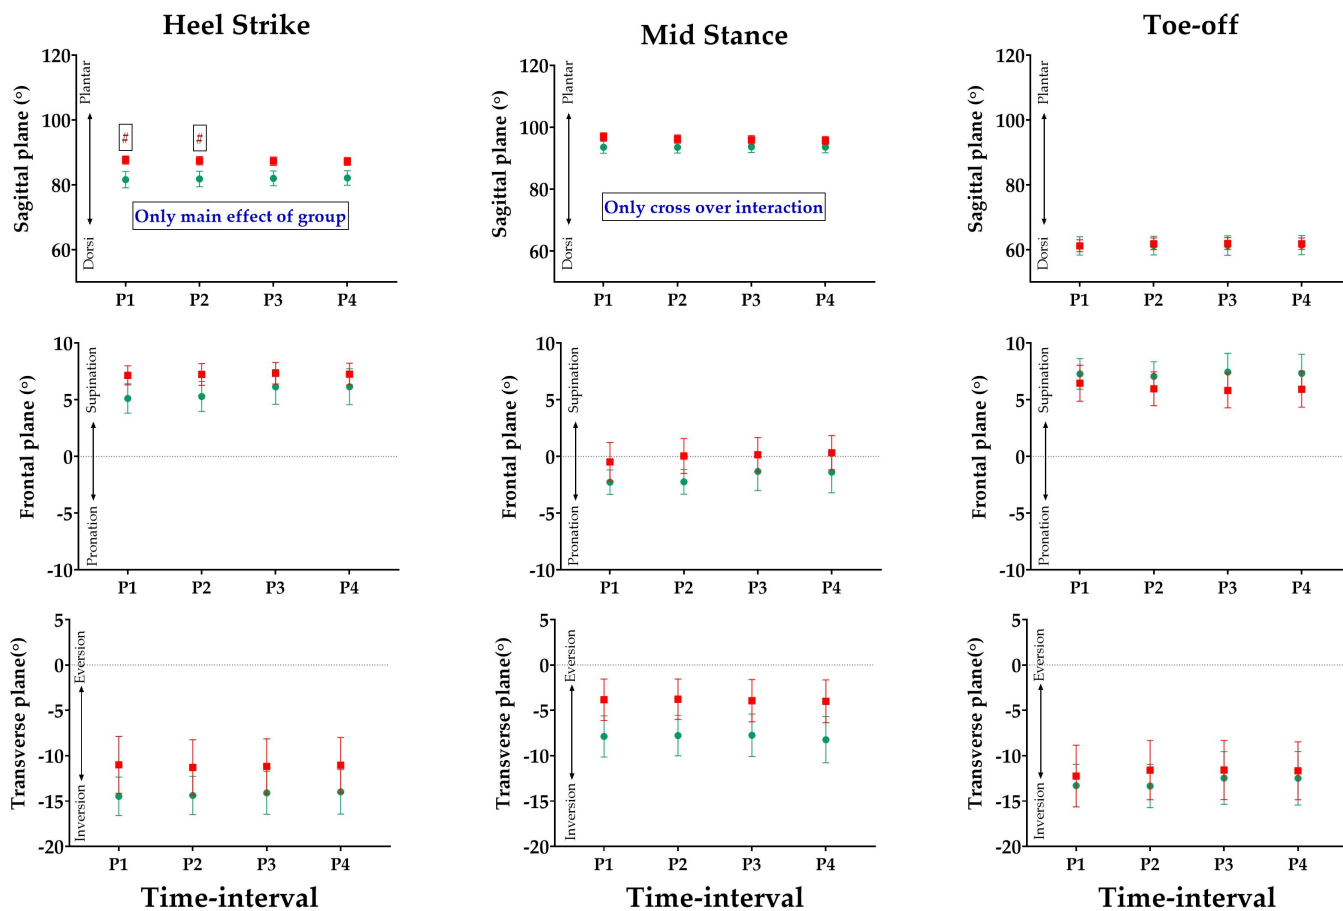 Heel Strike
Mid Stance
Toe-off
Sagittal plane (°)
120
100
80
60
Plantar
Dorsi
#
#
Only main effect of group
P1 P2 P3 P4
Sagittal plane (°)
120
100
80
60
Plantar
Dorsi
Only cross over interaction
P1 P2 P3 P4
Sagittal plane (°)
120
100
80
60
Plantar
Dorsi
P1 P2 P3 P4
Frontal plane (°)
10
5
0
-5
-10
Supination
Pronation
P1 P2 P3 P4
Frontal plane (°)
10
5
0
-5
-10
Supination
Pronation
P1 P2 P3 P4
Frontal plane (°)
10
5
0
-5
-10
Supination
Pronation
P1 P2 P3 P4
Transverse plane(°)
5
0
-5
-10
-15
-20
Eversion
Inversion
P1 P2 P3 P4
Time-interval
Transverse plane(°)
5
0
-5
-10
-15
-20
Eversion
Inversion
P1 P2 P3 P4
Time-interval
Transverse plane(°)
5
0
-5
-10
-15
-20
Eversion
Inversion
P1 P2 P3 P4
Time-interval